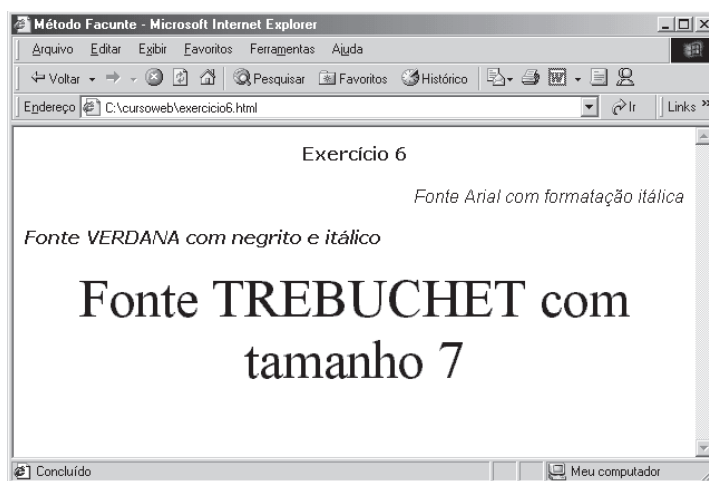 Método Facunte - Microsoft Internet Explorer
Arquivo Editar Exibir Favoritos Ferramentas Ajuda
Voltar Pesquisar Favoritos Histórico
Endereço C:\cursoweb\exercicio6.html Ir Links »
Exercício 6
Fonte Arial com formatação itálica
Fonte VERDANA com negrito e itálico
Fonte TREBUCHET com
tamanho 7
Concluído Meu computador